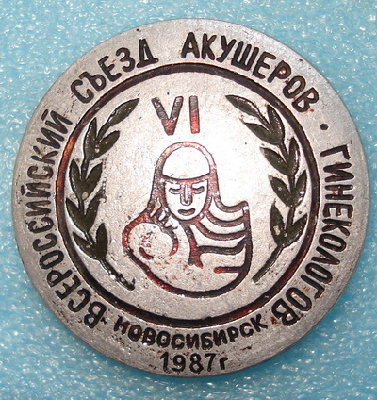 ВСЕРОССИЙСКИЙ СЪЕЗД АКУШЕРОВ · ГИНЕКОЛОГОВ
VI
НОВОСИБИРСК
1987г